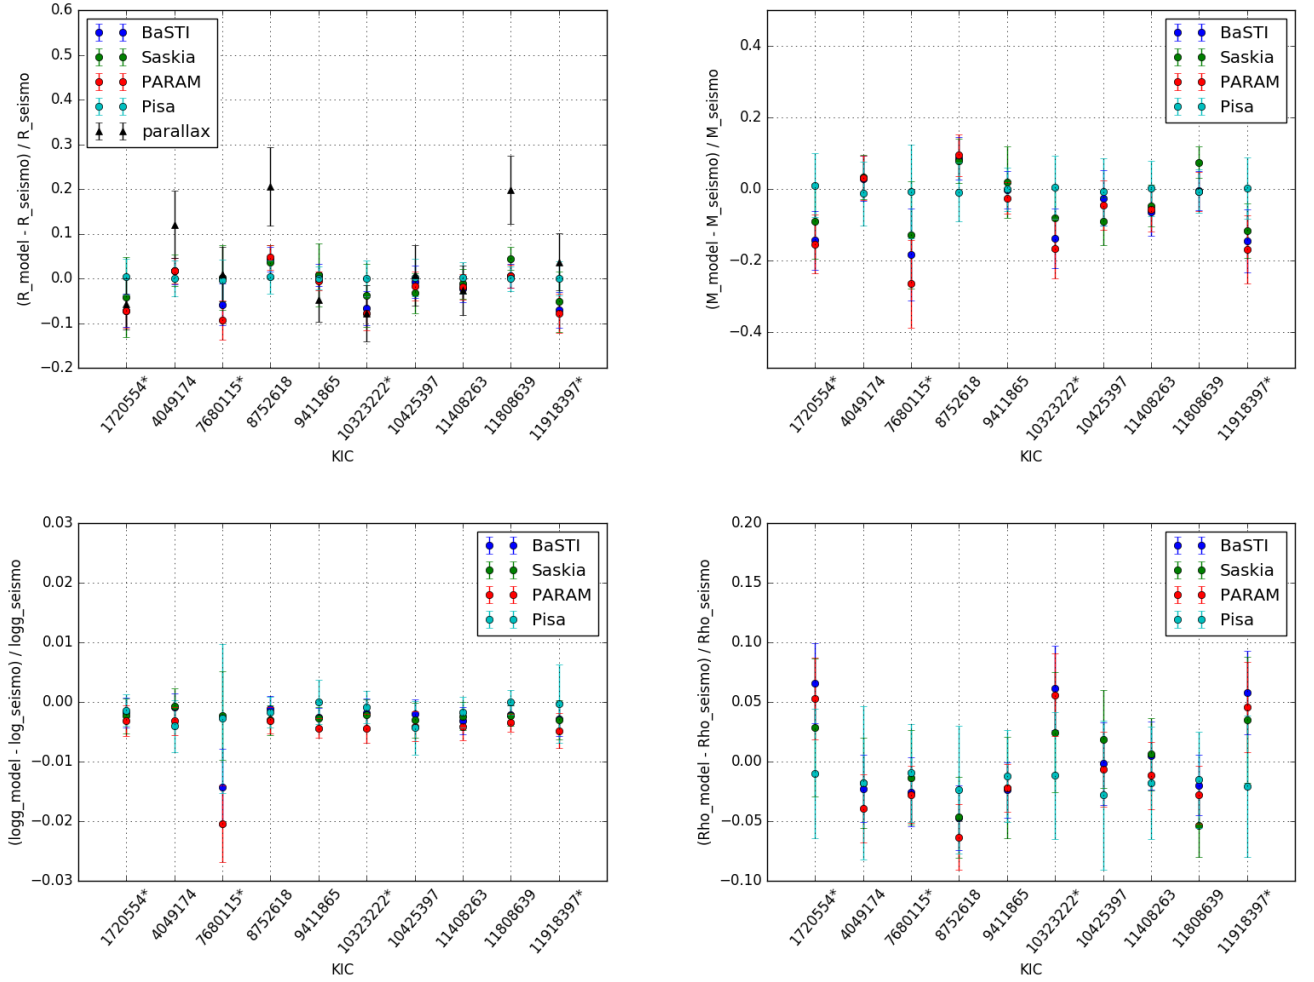 (R_model - R_seismo) / R_seismo
0.6
0.5
0.4
0.3
0.2
0.1
0.0
−0.1
−0.2
BaSTI
Saskia
PARAM
Pisa
parallax
1720554*
4049174
7680115*
8752618
9411865
10323222*
10425397
11408263
11808639
11918397*
KIC
(M_model - M_seismo) / M_seismo
0.4
0.2
0.0
−0.2
−0.4
BaSTI
Saskia
PARAM
Pisa
1720554*
4049174
7680115*
8752618
9411865
10323222*
10425397
11408263
11808639
11918397*
KIC
(logg_model - log_seismo) / logg_seismo
0.03
0.02
0.01
0.00
−0.01
−0.02
−0.03
BaSTI
Saskia
PARAM
Pisa
1720554*
4049174
7680115*
8752618
9411865
10323222*
10425397
11408263
11808639
11918397*
KIC
(Rho_model - Rho_seismo) / Rho_seismo
0.20
0.15
0.10
0.05
0.00
−0.05
−0.10
BaSTI
Saskia
PARAM
Pisa
1720554*
4049174
7680115*
8752618
9411865
10323222*
10425397
11408263
11808639
11918397*
KIC